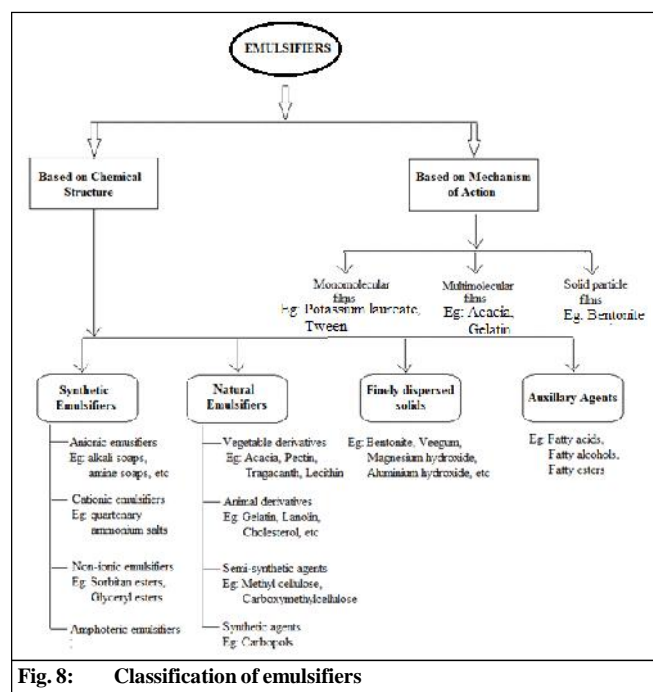 EMULSIFIERS
Based on Chemical
Structure
Based on Mechanism
of Action
Monomolecular
films
Eg: Potassium laureate,
Tween
Multimolecular
films
Eg: Acacia,
Gelatin
Solid particle
films
Eg. Bentonite
Synthetic
Emulsifiers
Anionic emusifiers
Eg: alkali soaps,
amine soaps, etc
Cationic emulsifiers
Eg: quartenary
ammonium salts
Non-ionic emulsifiers
Eg: Sorbitan esters,
Glyceryl esters
Amphoteric emulsifiers
:
Natural
Emulsifiers
Vegetable derivatives
Eg: Acacia, Pectin,
Tragacanth, Lecithin
Animal derivatives
Eg: Gelatin, Lanolin,
Cholesterol, etc
Semi-synthetic agents
Eg: Methyl cellulose,
Carboxymethylcellulose
Synthetic agents
Eg: Carbopols
Finely dispersed
solids
Eg: Bentonite, Veegum,
Magnesium hydroxide,
Aluminium hydroxide, etc
Auxillary Agents
Eg: Fatty acids,
Fatty alcohols,
Fatty esters
Fig. 8: Classification of emulsifiers